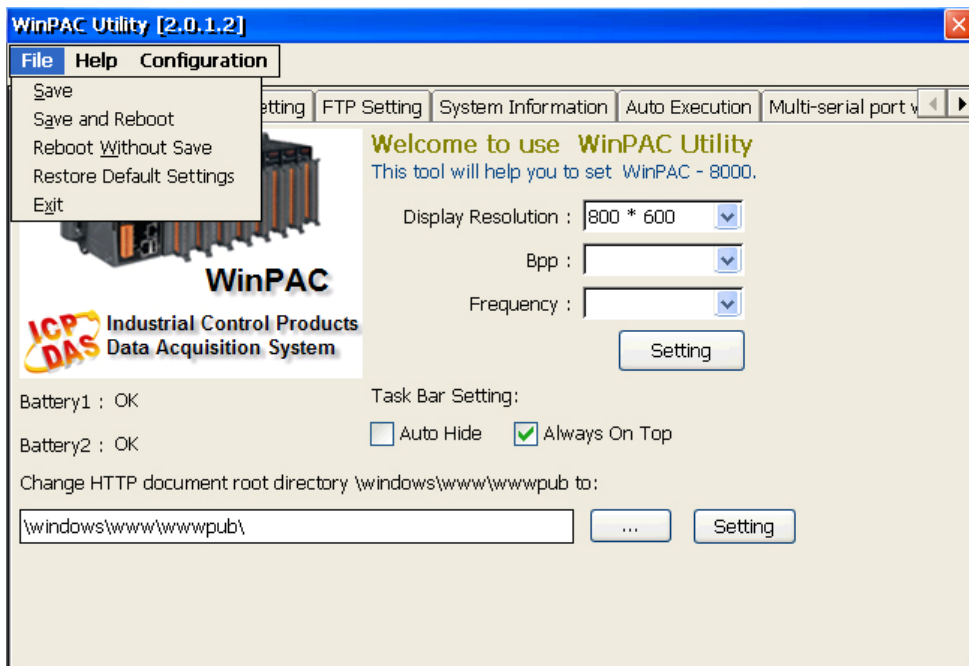 WinPAC Utility [2.0.1.2]
File Help Configuration
Save
Save and Reboot
Reboot Without Save
Restore Default Settings
Exit
etting FTP Setting System Information Auto Execution Multi-serial port
Welcome to use WinPAC Utility
This tool will help you to set WinPAC - 8000.
Display Resolution : 800 * 600
Bpp :
Frequency :
Setting
WinPAC
ICP DAS
Industrial Control Products
Data Acquisition System
Battery1 : OK
Battery2 : OK
Task Bar Setting:
Auto Hide Always On Top
Change HTTP document root directory \windows\www\wwwpub to:
\windows\www\wwwpub\ ... Setting